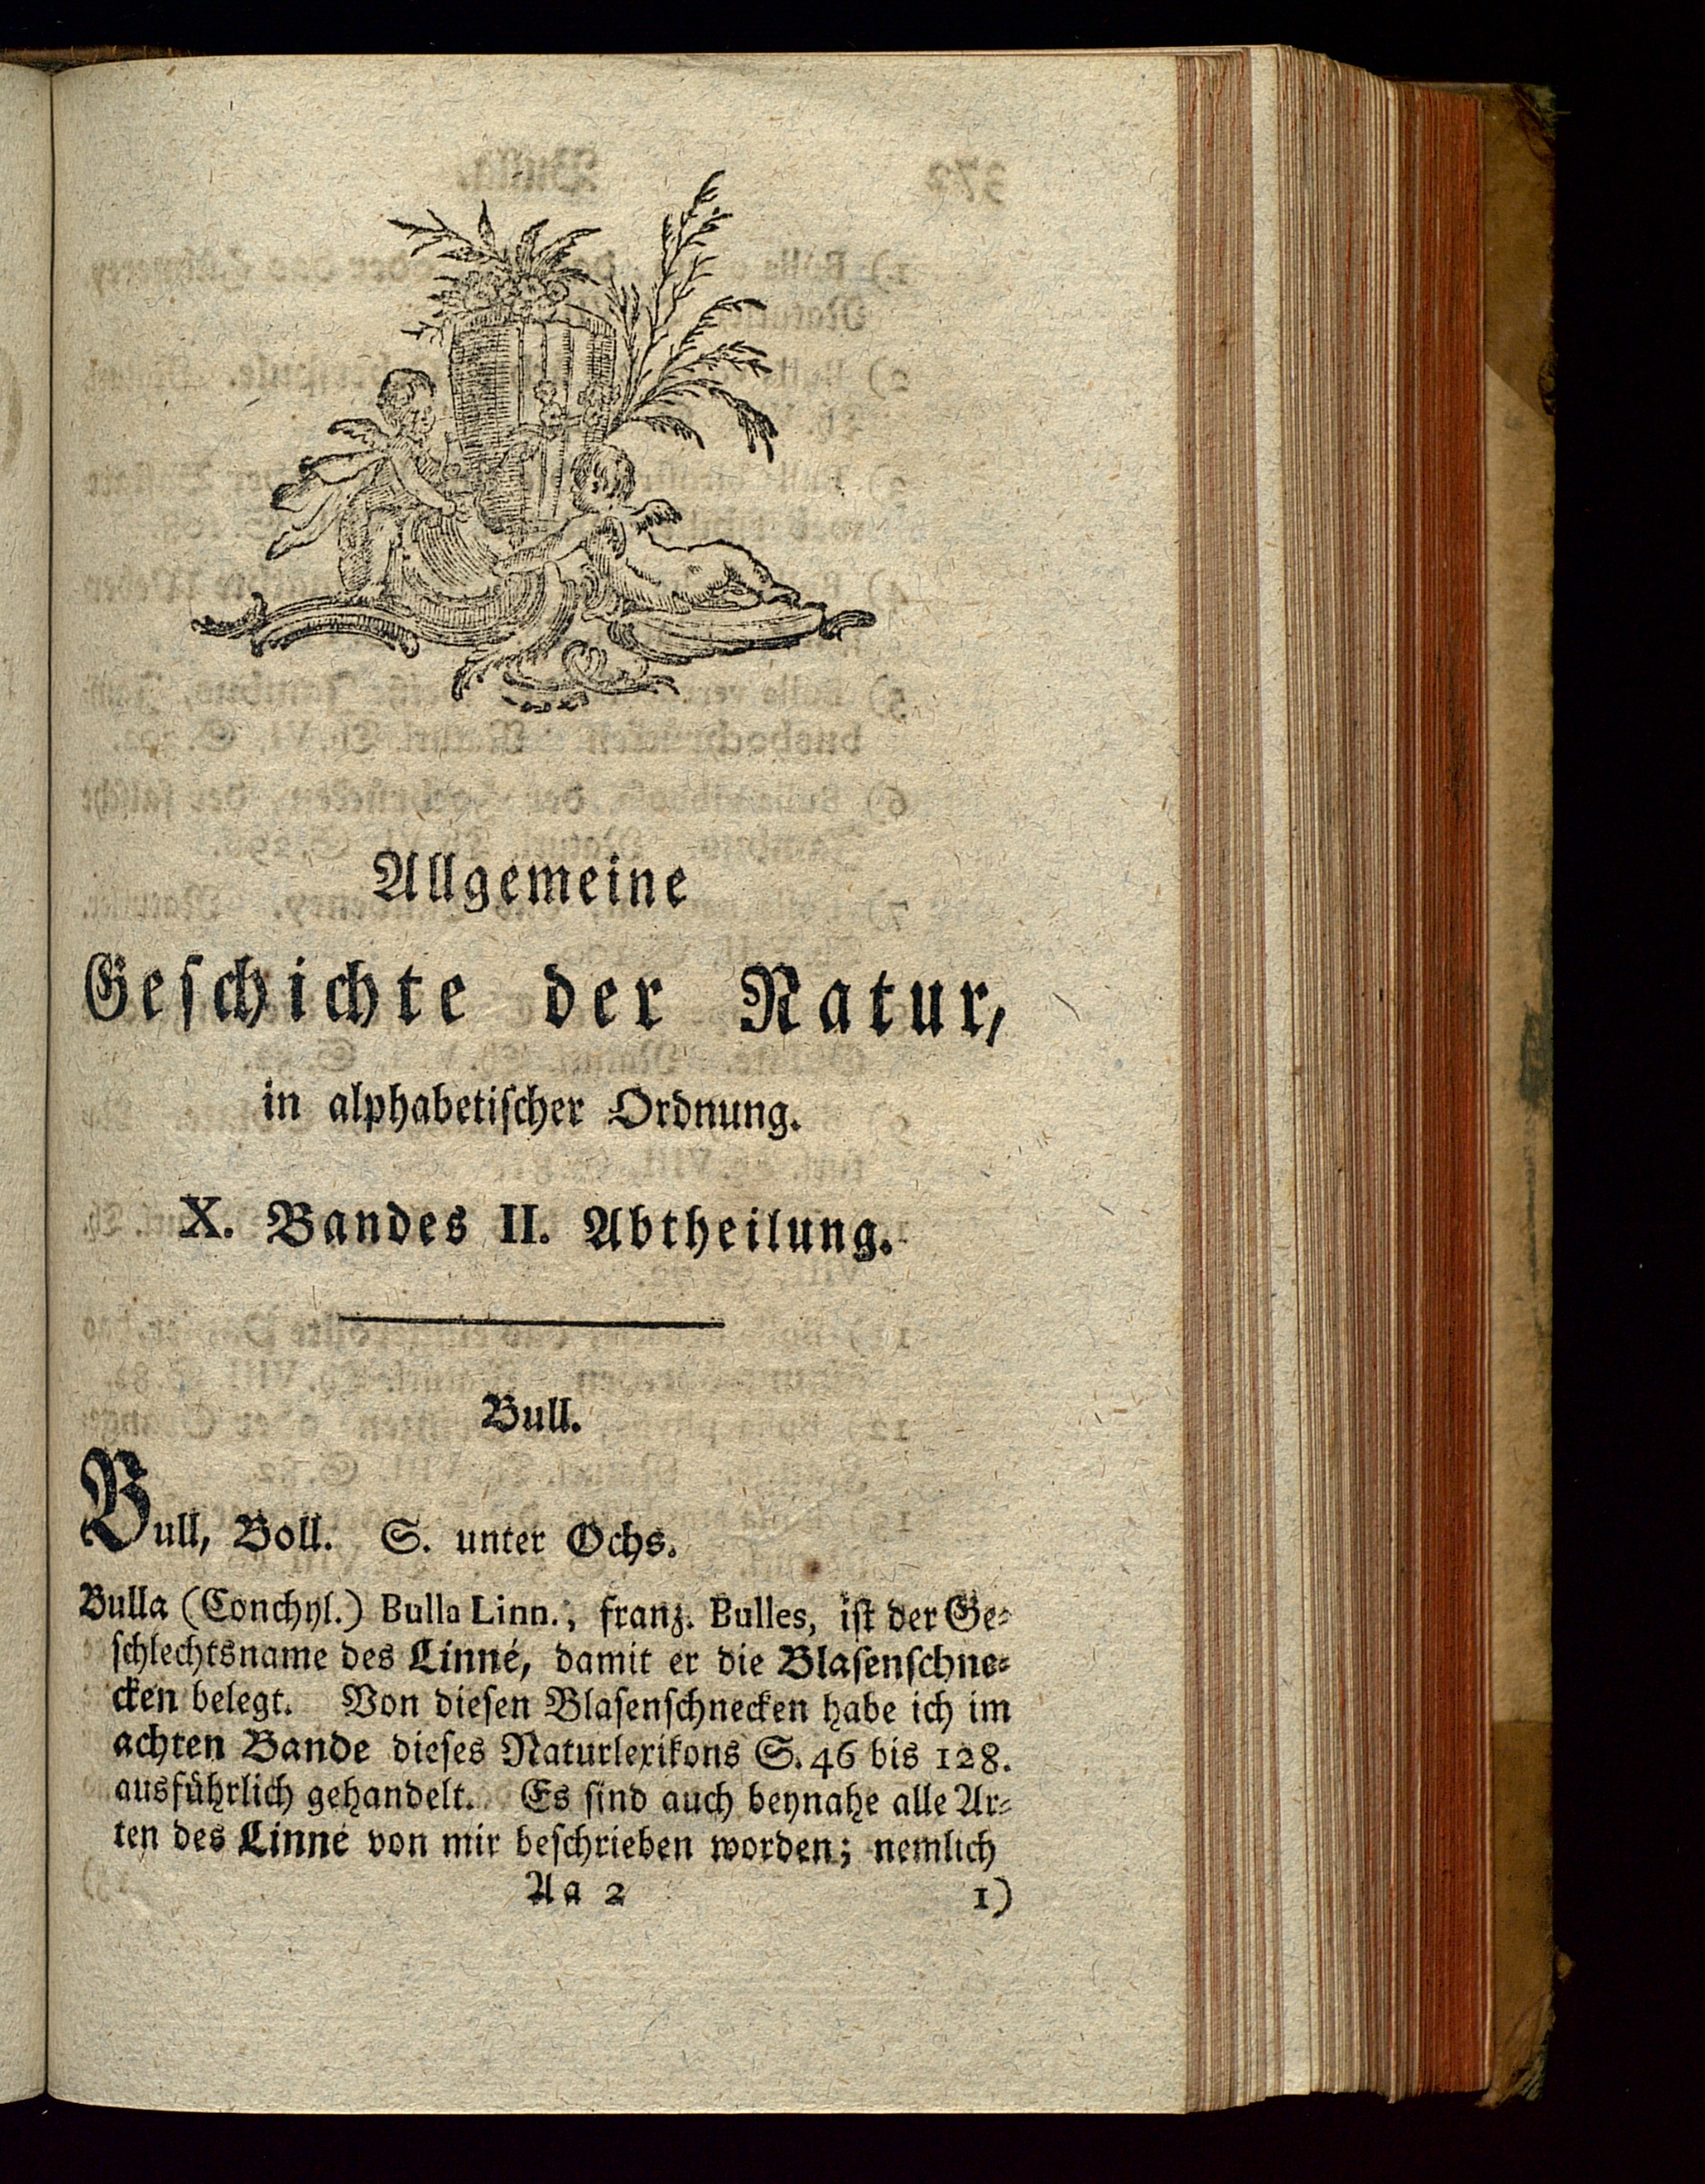 Allgemeine
Geschichte der Natur,
in alphabetischer Ordnung.
X. Bandes II. Abtheilung.
Bull.
Bull, Boll. S. unter Ochs.
Bulla (Conchyl.) Bulla Linn., franz. Bulles, ist der Ge-
schlechtsname des Linné, damit er die Blasenschne-
cken belegt. Von diesen Blasenschnecken habe ich im
achten Bande dieses Naturlexikons S. 46 bis 128.
ausführlich gehandelt. Es sind auch beynahe alle Ar-
ten des Linné von mir beschrieben worden; nemlich
Aa 2 1)